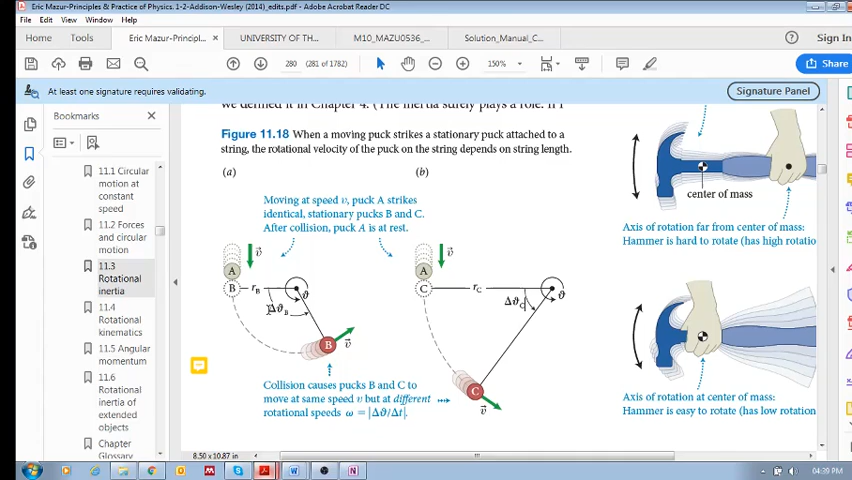 Eric Mazur-Principles & Practice of Physics. 1-2-Addison-Wesley (2014)_edits.pdf - Adobe Acrobat Reader DC
File Edit View Window Help
Home Tools Eric Mazur-Principl... × UNIVERSITY OF TH... M10_MAZU0536_... Solution_Manual_C... Sign In
280 (281 of 1782) 150% Share
At least one signature requires validating. Signature Panel
Bookmarks
11.1 Circular
motion at
constant
speed
11.2 Forces
and circular
motion
11.3
Rotational
inertia
11.4
Rotational
kinematics
11.5 Angular
momentum
11.6
Rotational
inertia of
extended
objects
Chapter
Glossary
we defined it in Chapter 4. (The inertia surely plays a role. If I
Figure 11.18 When a moving puck strikes a stationary puck attached to a
string, the rotational velocity of the puck on the string depends on string length.
(a) (b)
Moving at speed v, puck A strikes
identical, stationary pucks B and C.
After collision, puck A is at rest.
A v⃗
B r_B ϑ
Δϑ_B
B v⃗
A v⃗
C r_C ϑ
Δϑ_C
C
v⃗
Collision causes pucks B and C to
move at same speed v but at different
rotational speeds ω = |Δϑ/Δt|.
center of mass
Axis of rotation far from center of mass:
Hammer is hard to rotate (has high rotatio
Axis of rotation at center of mass:
Hammer is easy to rotate (has low rotation
8.50 x 10.87 in
04:39 PM